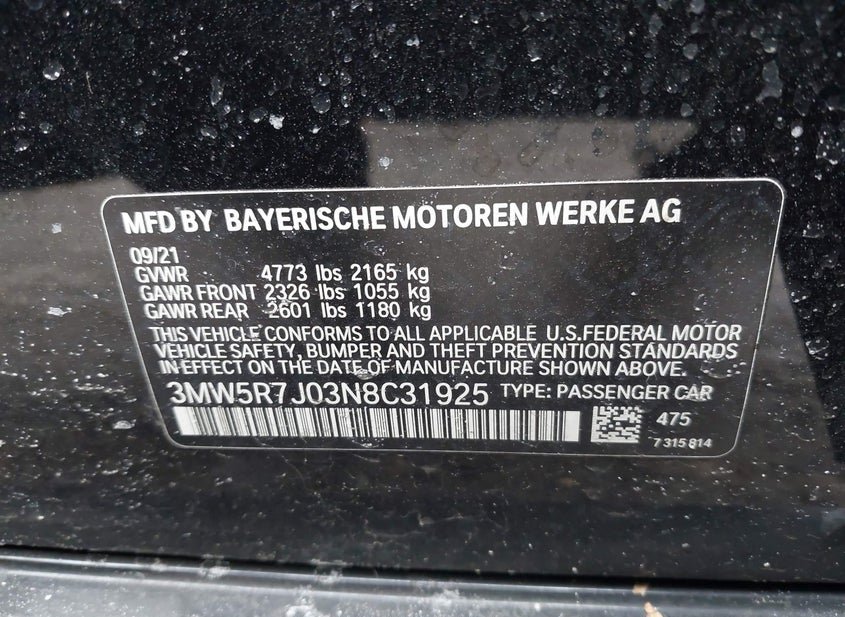 MFD BY BAYERISCHE MOTOREN WERKE AG
09/21
GVWR 4773 lbs 2165 kg
GAWR FRONT 2326 lbs 1055 kg
GAWR REAR 2601 lbs 1180 kg
THIS VEHICLE CONFORMS TO ALL APPLICABLE U.S.FEDERAL MOTOR
VEHICLE SAFETY, BUMPER AND THEFT PREVENTION STANDARDS
IN EFFECT ON THE DATE OF MANUFACTURE SHOWN ABOVE.
3MW5R7J03N8C31925 TYPE: PASSENGER CAR
475
7 315 814